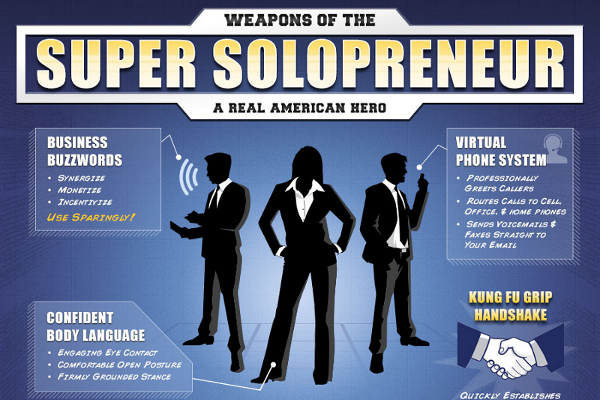 WEAPONS OF THE
SUPER SOLOPRENEUR
A REAL AMERICAN HERO
BUSINESS
BUZZWORDS
• SYNERGIZE
• MONETIZE
• INCENTIVIZE
USE SPARINGLY!
VIRTUAL
PHONE SYSTEM
• PROFESSIONALLY
GREETS CALLERS
• ROUTES CALLS TO CELL,
OFFICE, & HOME PHONES
• SENDS VOICEMAILS &
FAXES STRAIGHT TO
YOUR EMAIL
CONFIDENT
BODY LANGUAGE
• ENGAGING EYE CONTACT
• COMFORTABLE OPEN POSTURE
• FIRMLY GROUNDED STANCE
KUNG FU GRIP
HANDSHAKE
QUICKLY ESTABLISHES